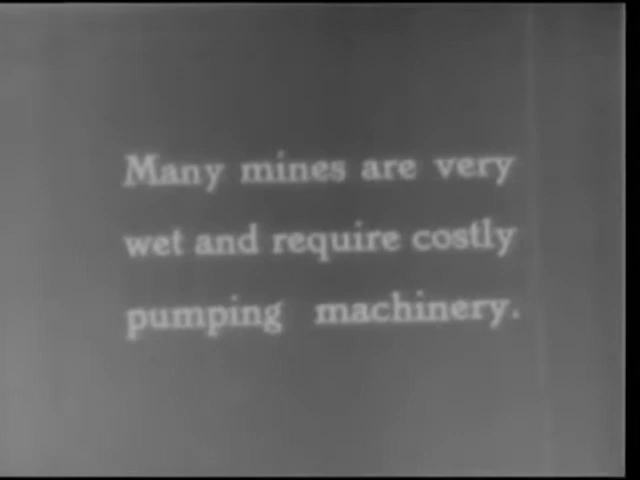 Many mines are very
wet and require costly
pumping machinery.